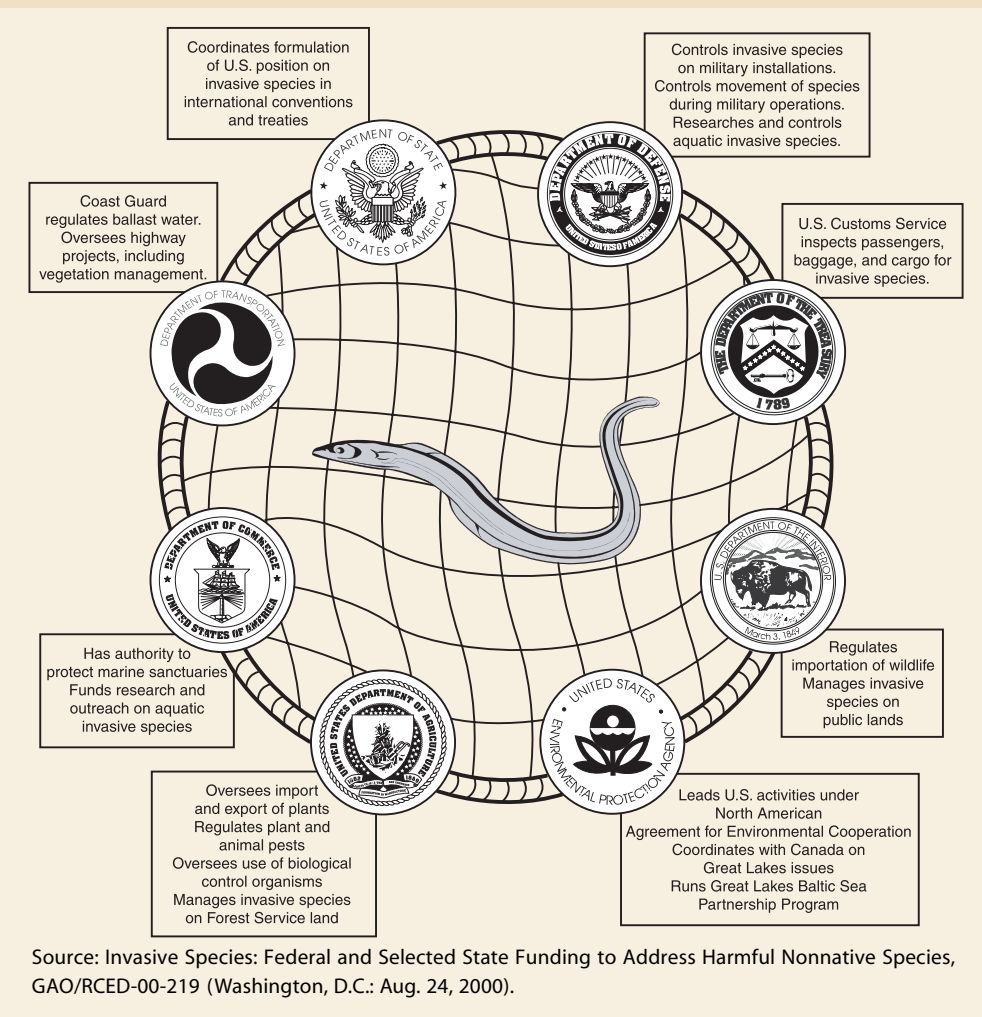 Coordinates formulation
of U.S. position on
invasive species in
international conventions
and treaties
Controls invasive species
on military installations.
Controls movement of species
during military operations.
Researches and controls
aquatic invasive species.
DEPARTMENT OF STATE
UNITED STATES OF AMERICA
DEPARTMENT OF DEFENSE
UNITED STATES OF AMERICA
Coast Guard
regulates ballast water.
Oversees highway
projects, including
vegetation management.
U.S. Customs Service
inspects passengers,
baggage, and cargo for
invasive species.
DEPARTMENT OF TRANSPORTATION
UNITED STATES OF AMERICA
THE DEPARTMENT OF THE TREASURY
1789
DEPARTMENT OF COMMERCE
UNITED STATES OF AMERICA
U.S. DEPARTMENT OF THE INTERIOR
March 3, 1849
Has authority to
protect marine sanctuaries
Funds research and
outreach on aquatic
invasive species
Regulates
importation of wildlife
Manages invasive
species on
public lands
UNITED STATES DEPARTMENT OF AGRICULTURE
UNITED STATES
ENVIRONMENTAL PROTECTION AGENCY
Oversees import
and export of plants
Regulates plant and
animal pests
Oversees use of biological
control organisms
Manages invasive species
on Forest Service land
Leads U.S. activities under
North American
Agreement for Environmental Cooperation
Coordinates with Canada on
Great Lakes issues
Runs Great Lakes Baltic Sea
Partnership Program
Source: Invasive Species: Federal and Selected State Funding to Address Harmful Nonnative Species,
GAO/RCED-00-219 (Washington, D.C.: Aug. 24, 2000).